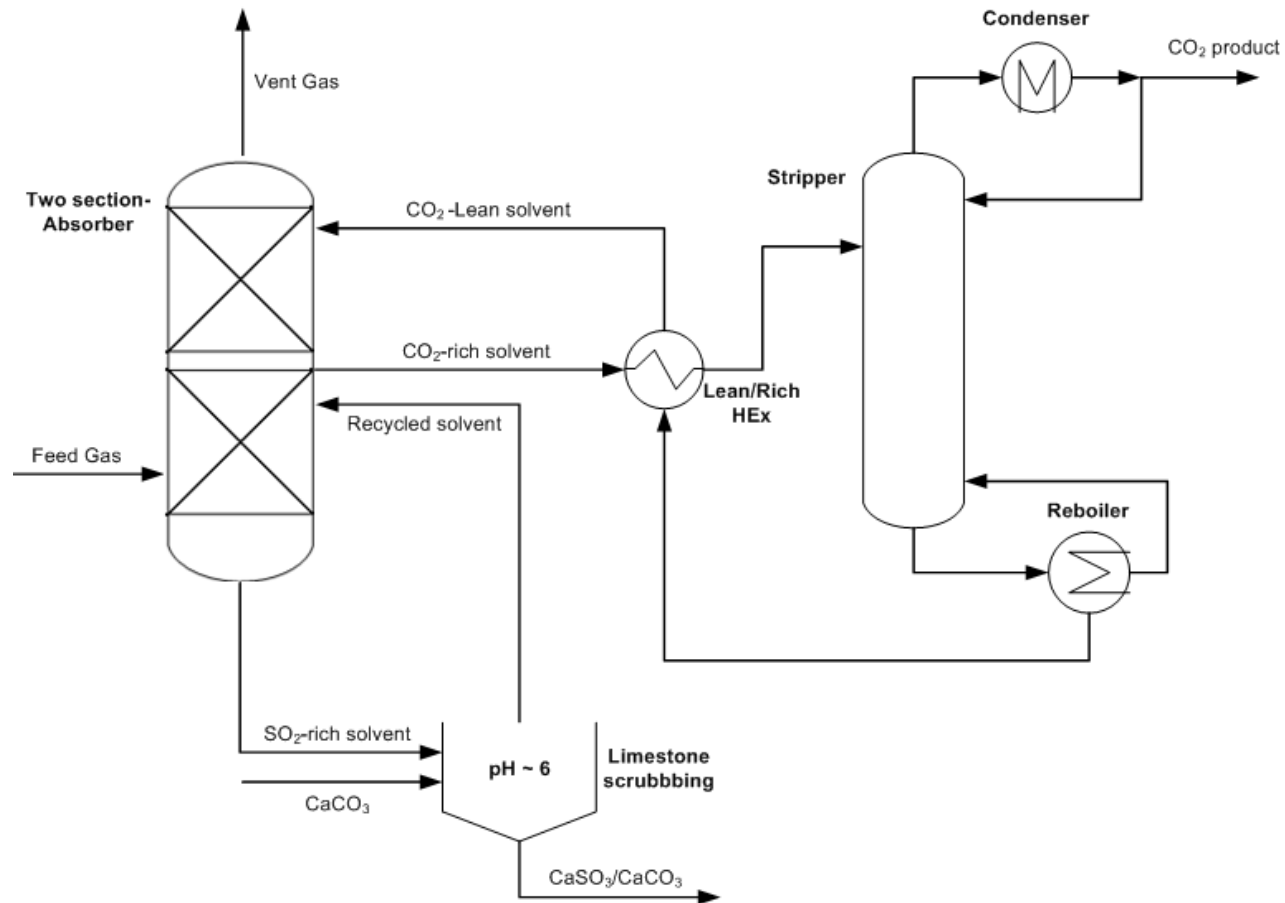 Condenser
CO₂ product
Vent Gas
Stripper
Two section-
Absorber
CO₂ -Lean solvent
CO₂-rich solvent
Lean/Rich
HEx
Recycled solvent
Feed Gas
Reboiler
SO₂-rich solvent
pH ~ 6
Limestone
scrubbbing
CaCO₃
CaSO₃/CaCO₃